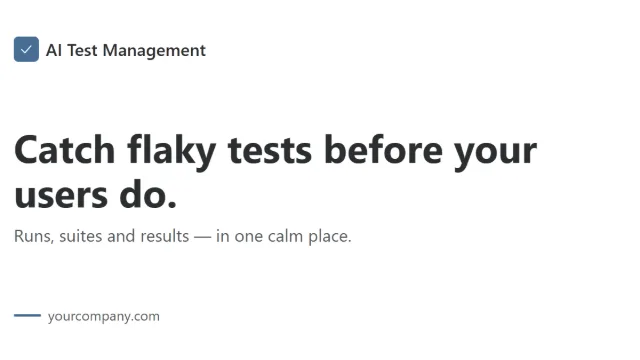 AI Test Management
Catch flaky tests before your
users do.
Runs, suites and results — in one calm place.
yourcompany.com